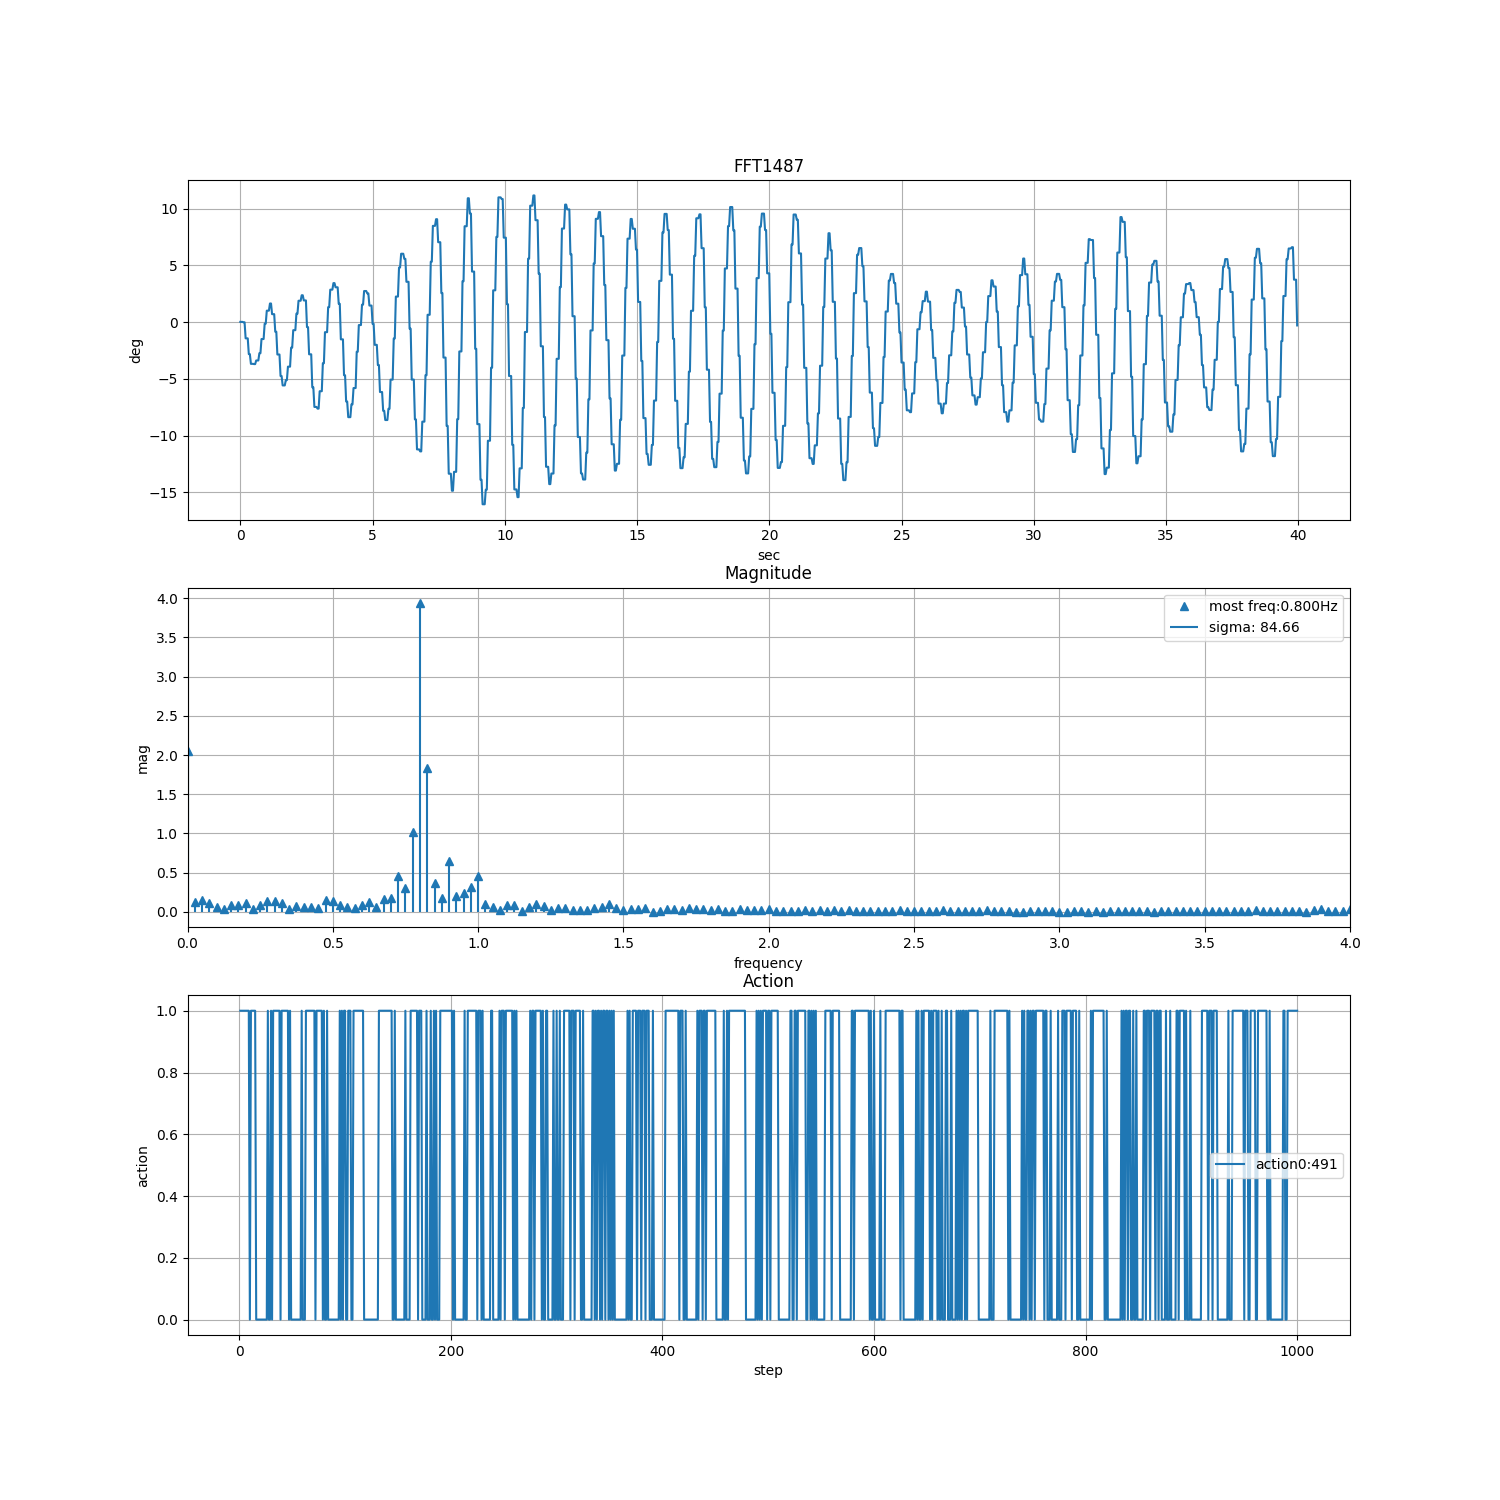 FFT1487
10
5
0
−5
−10
−15
deg
0 5 10 15 20 25 30 35 40
sec
Magnitude
4.0
3.5
3.0
2.5
2.0
1.5
1.0
0.5
0.0
mag
most freq:0.800Hz
sigma: 84.66
0.0 0.5 1.0 1.5 2.0 2.5 3.0 3.5 4.0
frequency
Action
1.0
0.8
0.6
0.4
0.2
0.0
action
action0:491
0 200 400 600 800 1000
step